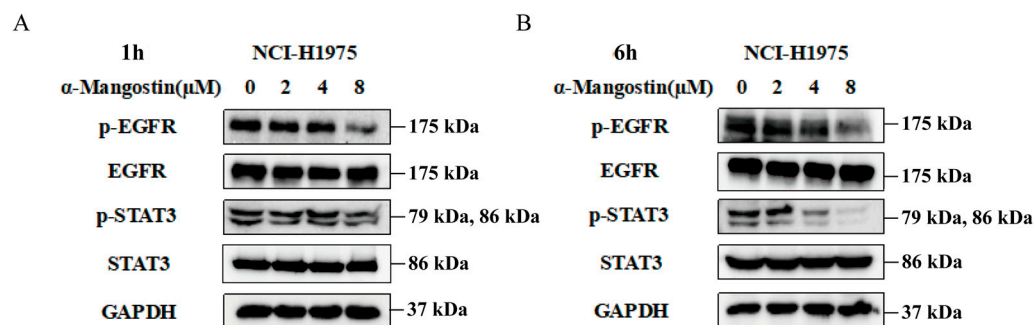 A
1h NCI-H1975
α-Mangostin(μM) 0 2 4 8
p-EGFR 175 kDa
EGFR 175 kDa
p-STAT3 79 kDa, 86 kDa
STAT3 86 kDa
GAPDH 37 kDa
B
6h NCI-H1975
α-Mangostin(μM) 0 2 4 8
p-EGFR 175 kDa
EGFR 175 kDa
p-STAT3 79 kDa, 86 kDa
STAT3 86 kDa
GAPDH 37 kDa